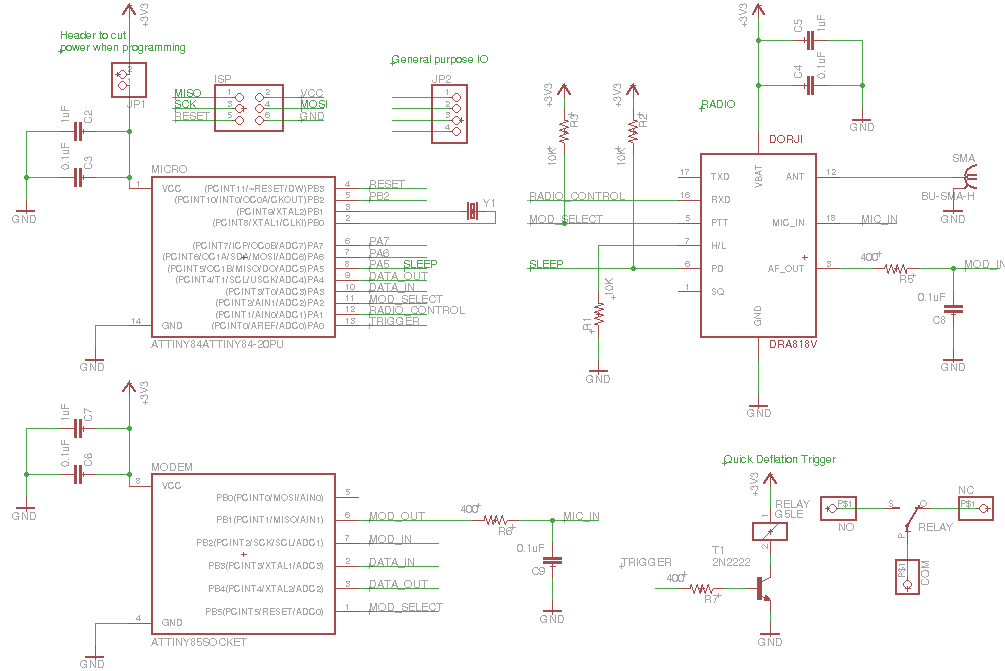 +3V3
Header to cut
power when programming
2
1
JP1
1uF
C2
0.1uF
C3
GND
ISP
MISO 1 2 VCC
SCK 3 4 MOSI
RESET 5 6 GND
General purpose IO
JP2
1
2
3
4
MICRO
1 VCC
(PCINT11/~RESET/DW)PB3 4 RESET
(PCINT10/INT0/OC0A/CKOUT)PB2 5 PB2
(PCINT9/XTAL2)PB1 3
(PCINT8/XTAL1/CLKI)PB0 2
Y1
(PCINT7/ICP/OC0B/ADC7)PA7 6 PA7
(PCINT6/OC1A/SDA/MOSI/ADC6)PA6 7 PA6
(PCINT5/OC1B/MISO/DO/ADC5)PA5 8 PA5 SLEEP
(PCINT4/T1/SCL/USCK/ADC4)PA4 9 DATA_OUT
(PCINT3/T0/ADC3)PA3 10 DATA_IN
(PCINT2/AIN1/ADC2)PA2 11 MOD_SELECT
(PCINT1/AIN0/ADC1)PA1 12 RADIO_CONTROL
(PCINT0/AREF/ADC0)PA0 13 TRIGGER
14 GND
GND
ATTINY84ATTINY84-20PU
+3V3
+3V3
R3
10K
R2
10K
RADIO_CONTROL
MOD_SELECT
SLEEP
10K
R1
GND
+3V3
C5
1uF
C4
0.1uF
GND
RADIO
DORJI
17 TXD
16 RXD
5 PTT
7 H/L
6 PD
1 SQ
VBAT
GND
ANT 12
MIC_IN 18 MIC_IN
AF_OUT 3
DRA818V
GND
SMA
BU-SMA-H
GND
400
R5
MOD_IN
0.1uF
C8
GND
+3V3
1uF
C7
0.1uF
C6
GND
MODEM
8 VCC
PB0(PCINT0/MOSI/AIN0) 5
PB1(PCINT1/MISO/AIN1) 6 MOD_OUT
PB2(PCINT2/SCK/SCL/ADC1) 7 MOD_IN
PB3(PCINT3/XTAL1/ADC3) 2 DATA_IN
PB4(PCINT4/XTAL2/ADC2) 3 DATA_OUT
PB5(PCINT5/RESET/ADC0) 1 MOD_SELECT
4 GND
GND
ATTINY85SOCKET
400
R6
MIC_IN
0.1uF
C9
GND
Quick Deflation Trigger
+3V3
RELAY
G5LE
1
2
T1
2N2222
TRIGGER
400
R7
GND
P$1
NO
S
O
P
RELAY
NC
P$1
P$1
COM